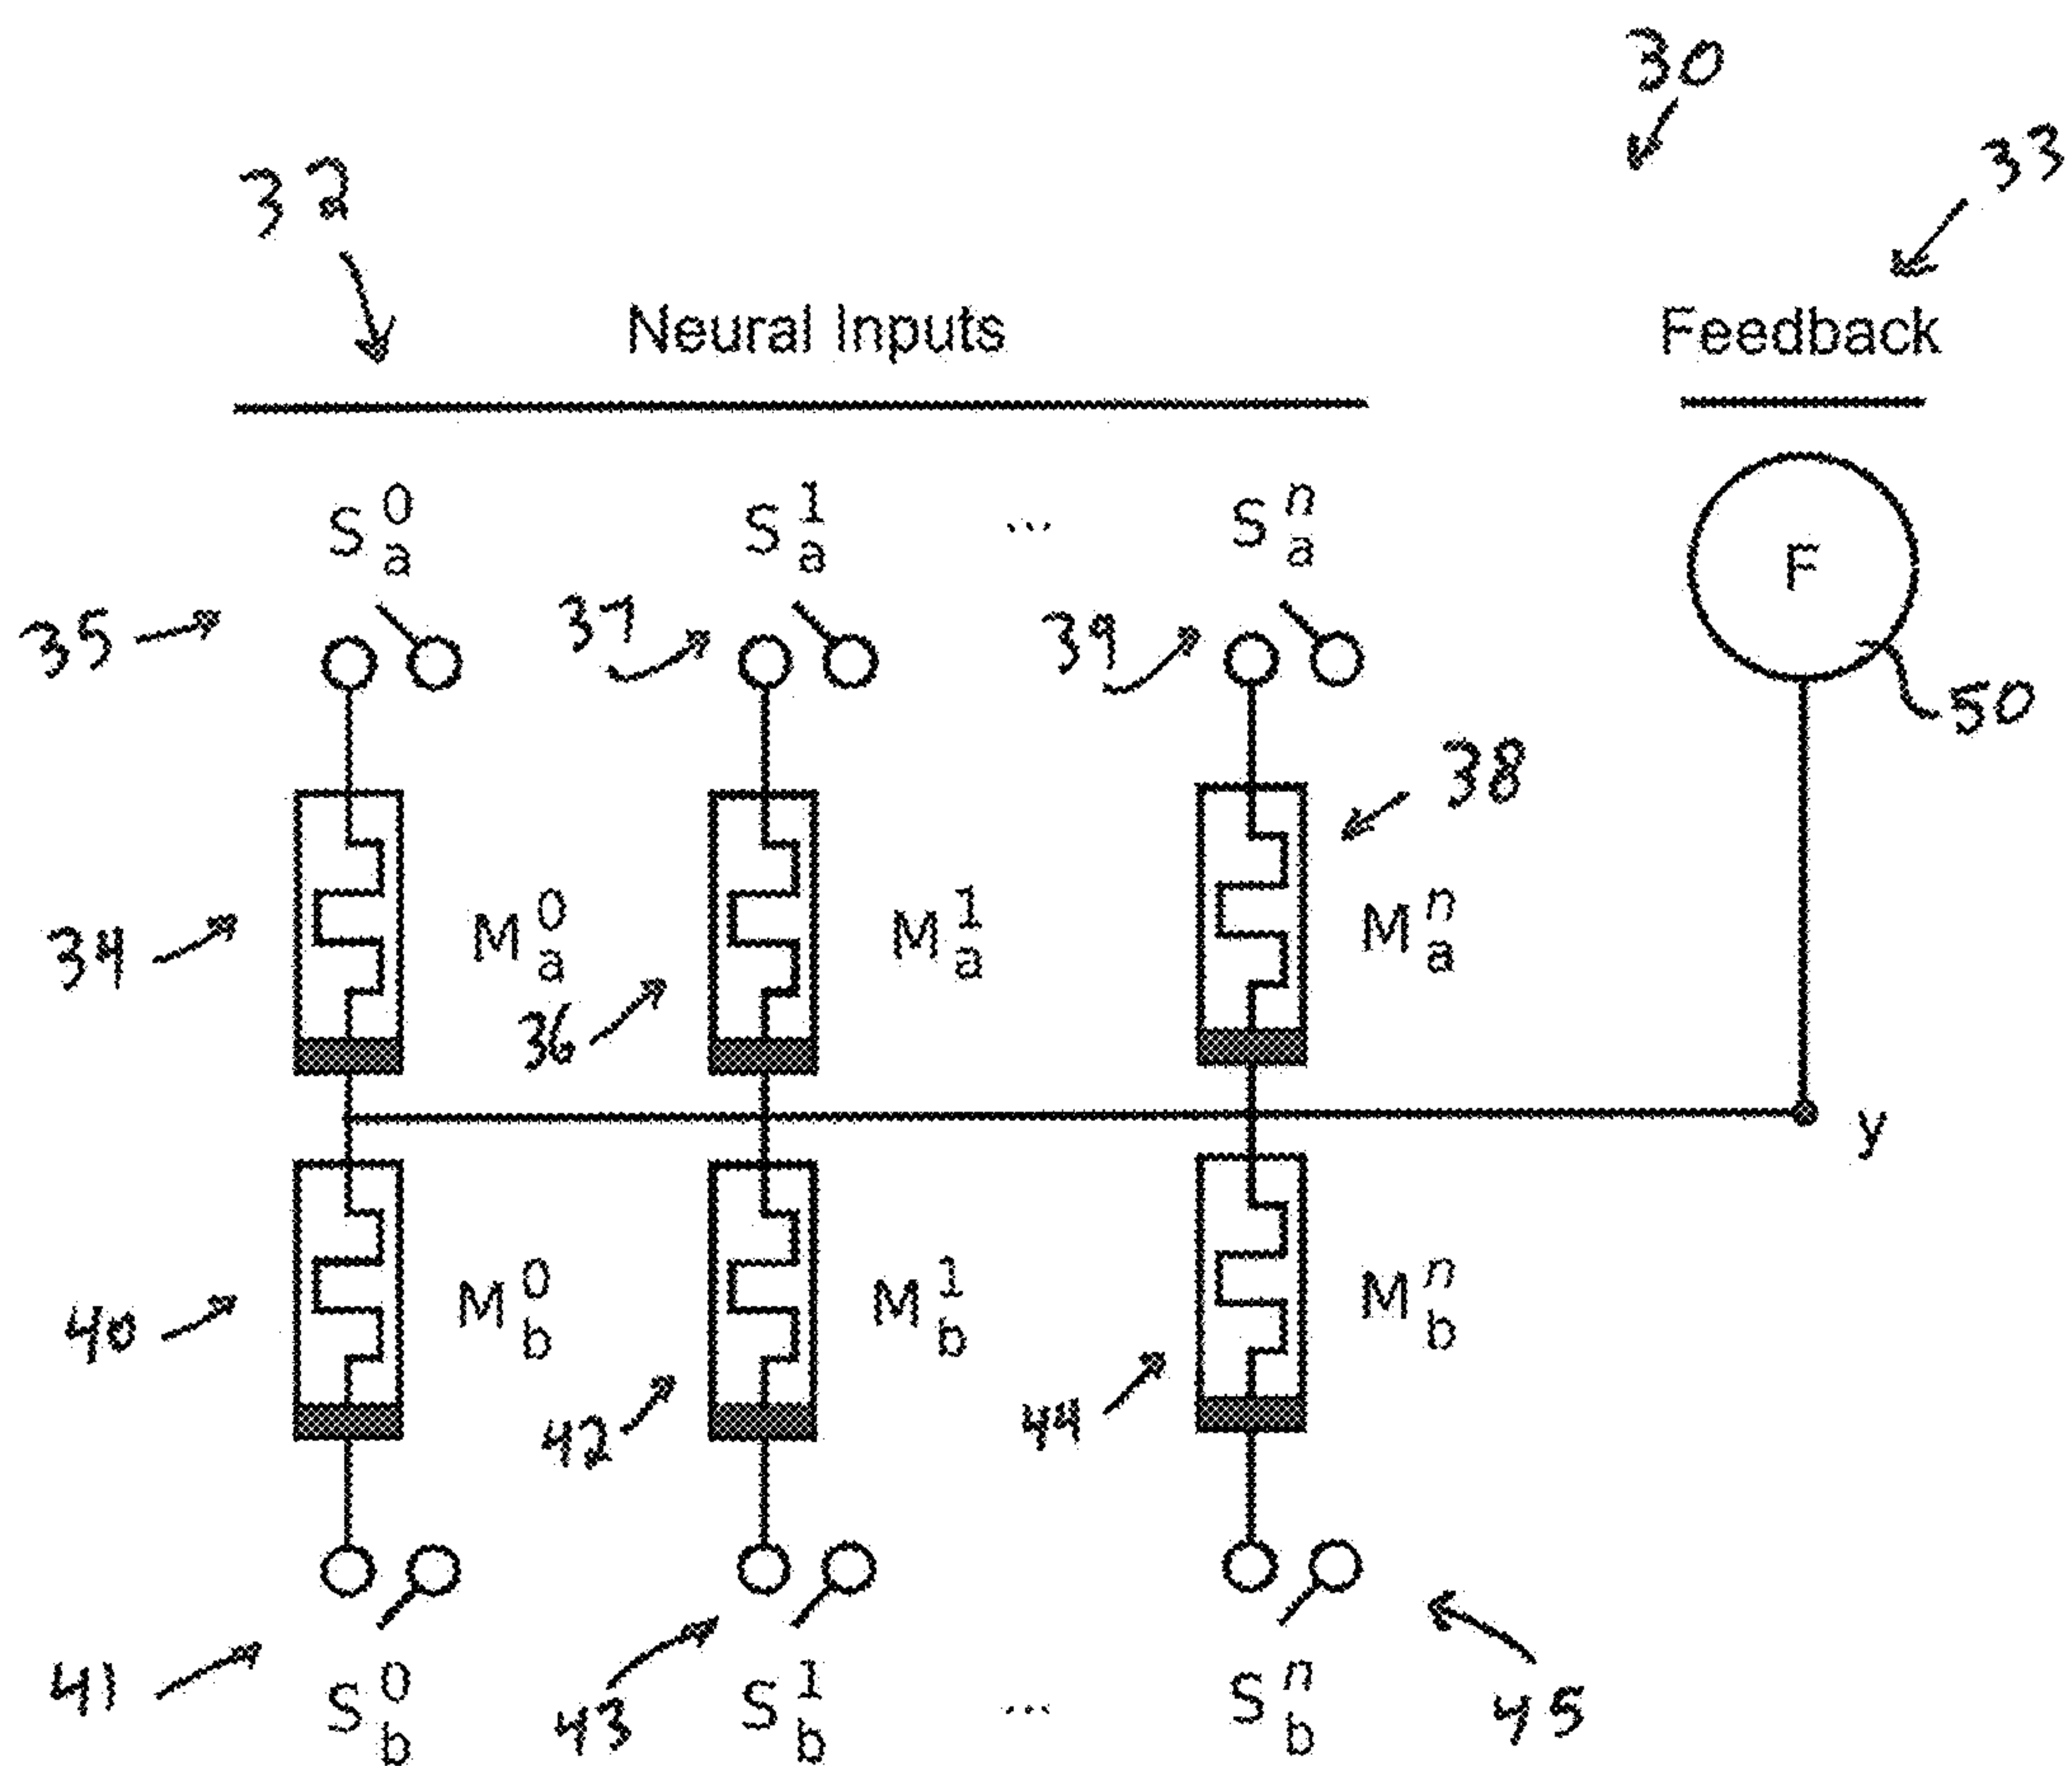 30
33
32
Neural Inputs Feedback
S⁰ₐ S¹ₐ ... Sⁿₐ
F
35 37 39
50
38
34 M⁰ₐ M¹ₐ Mⁿₐ
36
y
40 M⁰b M¹b Mⁿb
42 44
41 43 45
S⁰b S¹b ... Sⁿb